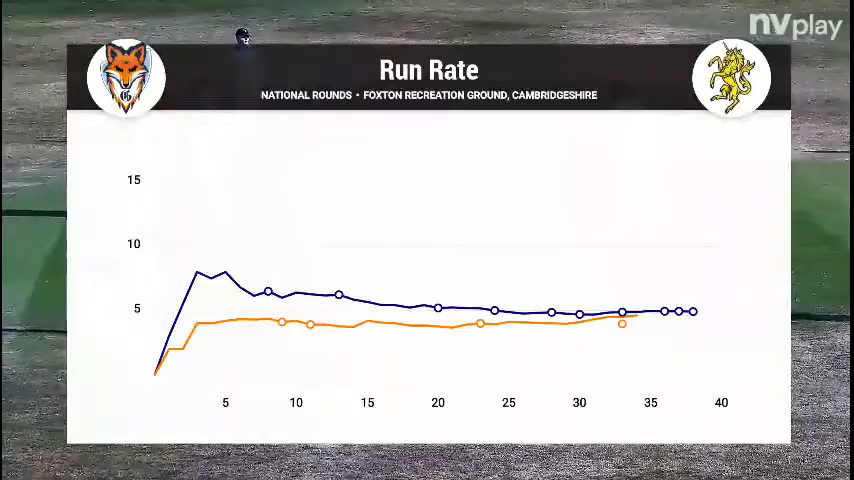 nvplay
Run Rate
NATIONAL ROUNDS • FOXTON RECREATION GROUND, CAMBRIDGESHIRE
15
10
5
5 10 15 20 25 30 35 40